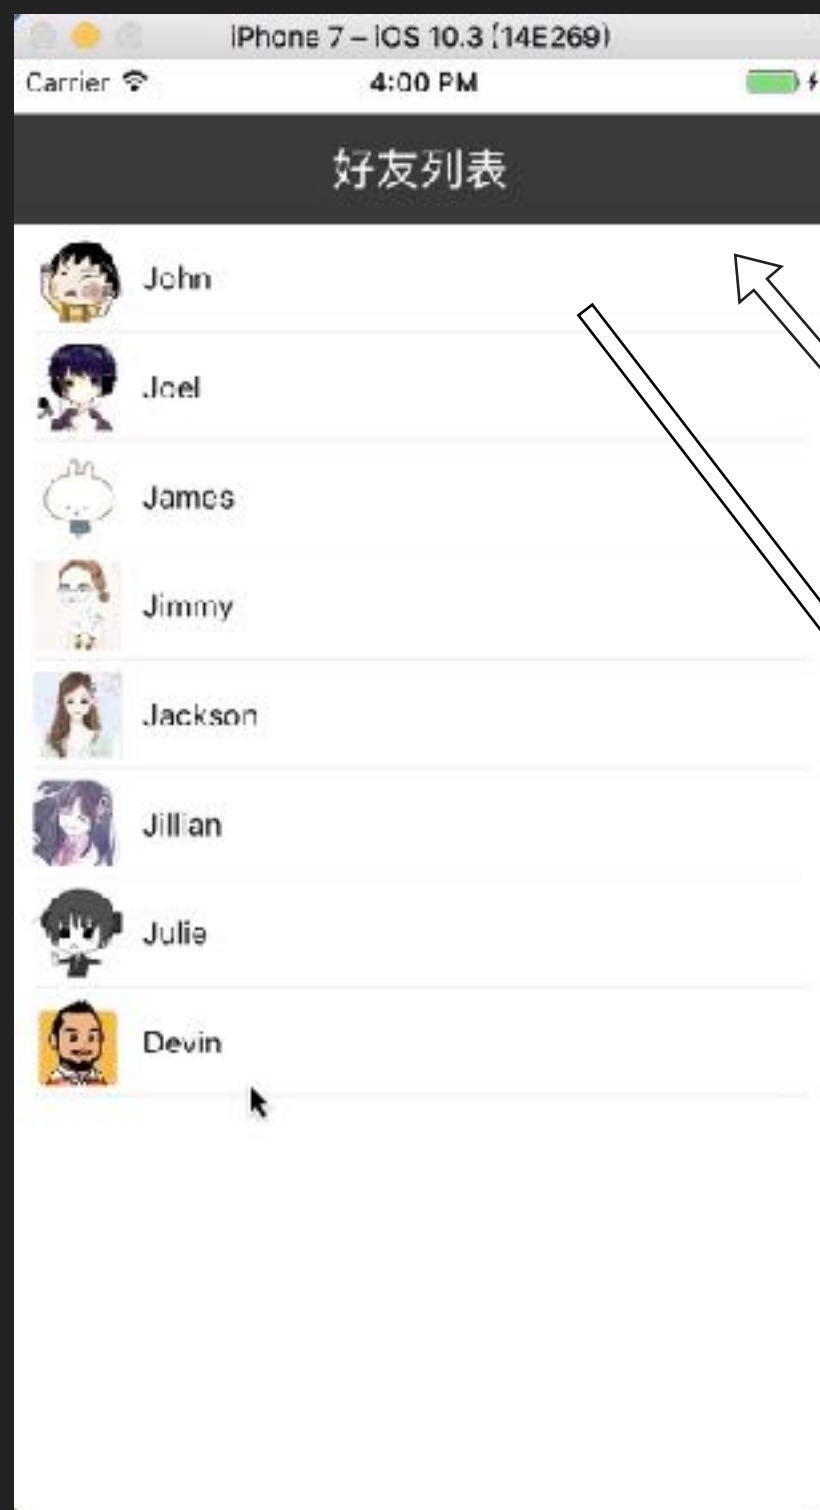 iPhone 7 – iOS 10.3 (14E269)
Carrier
4:00 PM
好友列表
John
Joel
James
Jimmy
Jackson
Jillian
Julie
Devin